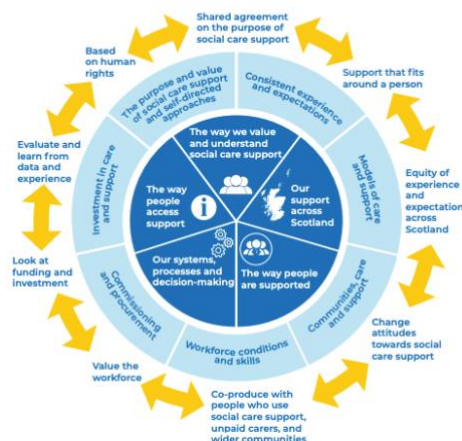 Shared agreement
on the purpose of
social care support
Support that fits
around a person
Equity of
experience and
expectation
across
Scotland
Change
attitudes
towards social
care support
Co-produce with
people who use
social care support,
unpaid carers, and
wider communities
Value the
workforce
Look at
funding and
investment
Evaluate and
learn from
data and
experience
Based
on human
rights
The purpose and value
of social care support
and self-directed
approaches
Consistent experience
and expectations
Models of care
and support
Communities, care
and support
Workforce conditions
and skills
Commissioning
and procurement
Investment in care
and support
The way we value
and understand
social care support
Our
support
across
Scotland
The way people
are supported
Our systems,
processes and
decision-making
The way
people
access
support
i